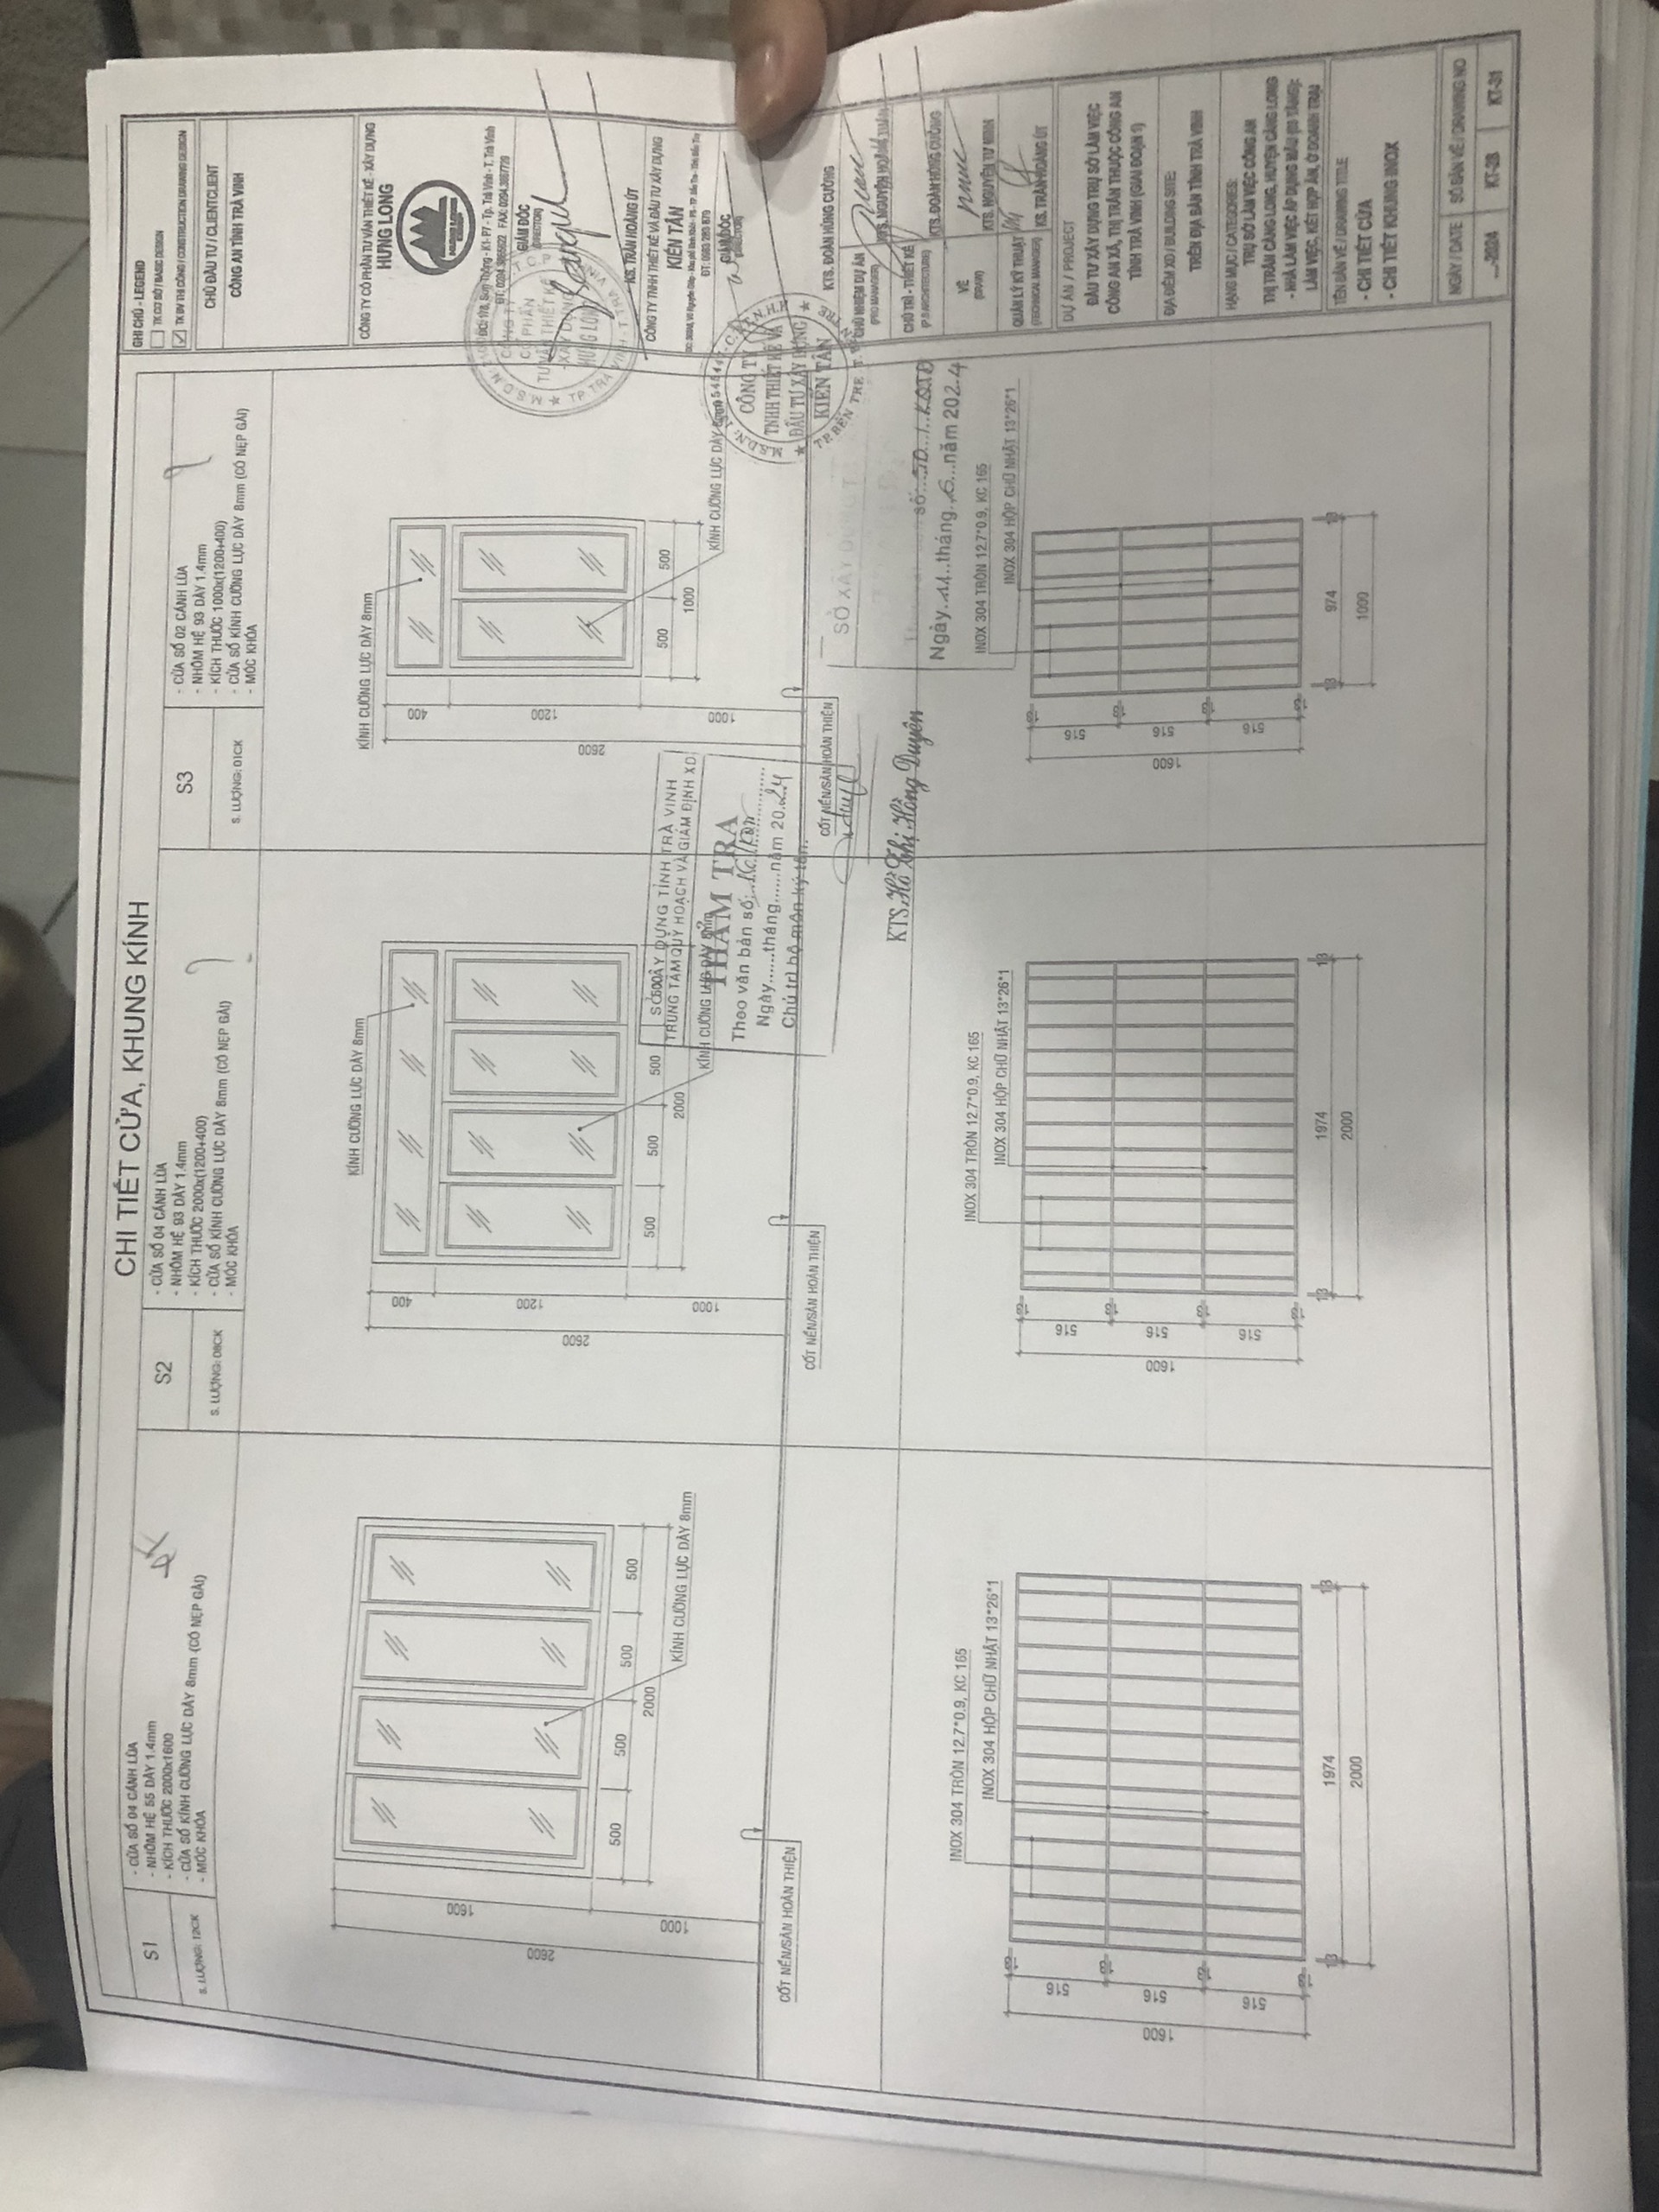 CHI TIẾT CỬA, KHUNG KÍNH
S1
S. LƯỢNG: 12CK
- CỬA SỔ 04 CÁNH LÙA
- NHÔM HỆ 55 DÀY 1.4mm
- KÍCH THƯỚC 2000x1600
- CỬA SỔ KÍNH CƯỜNG LỰC DÀY 8mm (CÓ NẸP GÀI)
- MÓC KHÓA
S2
S. LƯỢNG: 08CK
- CỬA SỔ 04 CÁNH LÙA
- NHÔM HỆ 93 DÀY 1.4mm
- KÍCH THƯỚC 2000x(1200+400)
- CỬA SỔ KÍNH CƯỜNG LỰC DÀY 8mm (CÓ NẸP GÀI)
- MÓC KHÓA
?
S3
S. LƯỢNG: 01CK
- CỬA SỔ 02 CÁNH LÙA
- NHÔM HỆ 93 DÀY 1.4mm
- KÍCH THƯỚC 1000x(1200+400)
- CỬA SỔ KÍNH CƯỜNG LỰC DÀY 8mm (CÓ NẸP GÀI)
- MÓC KHÓA
2600
1600
1000
500 500 500 500
2000
KÍNH CƯỜNG LỰC DÀY 8mm
CỐT NỀN/SÀN HOÀN THIỆN
KÍNH CƯỜNG LỰC DÀY 8mm
400
1200
2600
1000
500 500 500 500
2000
KÍNH CƯỜNG LỰC DÀY 8mm
CỐT NỀN/SÀN HOÀN THIỆN
KÍNH CƯỜNG LỰC DÀY 8mm
400
1200
2600
1000
500 500
1000
KÍNH CƯỜNG LỰC DÀY 8mm
CỐT NỀN/SÀN HOÀN THIỆN
SỞ XÂY DỰNG TỈNH TRÀ VINH
TRUNG TÂM QUY HOẠCH VÀ GIÁM ĐỊNH XD
THẨM TRA
Theo văn bản số:
Ngày......tháng......năm 2024
Chủ trì bộ môn ký tên:
KTS. Hồ Thị Hồng Duyên
SỞ XÂY DỰNG T
số: 50 / KQTĐ
Ngày 11 tháng 6 năm 2024
INOX 304 TRÒN 12.7*0.9, KC 165
INOX 304 HỘP CHỮ NHẬT 13*26*1
13
516
13
516
13
516
13
1600
13 1974 13
2000
INOX 304 TRÒN 12.7*0.9, KC 165
INOX 304 HỘP CHỮ NHẬT 13*26*1
13
516
13
516
13
516
13
1600
13 1974 13
2000
INOX 304 TRÒN 12.7*0.9, KC 165
INOX 304 HỘP CHỮ NHẬT 13*26*1
13
516
13
516
13
516
13
1600
13 974 13
1000
GHI CHÚ - LEGEND
TK CƠ SỞ / BASIC DESIGN
TK BV THI CÔNG / CONSTRUCTION DRAWING DESIGN
CHỦ ĐẦU TƯ / CLIENTCLIENT
CÔNG AN TỈNH TRÀ VINH
CÔNG TY CỔ PHẦN TƯ VẤN THIẾT KẾ - XÂY DỰNG
HƯNG LONG
ĐC: 178, Sơn Thông - K1- P7 - Tp. Trà Vinh - T. Trà Vinh
ĐT: 0294.3865622 FAX: 0294.3867729
GIÁM ĐỐC
(DIRECTOR)
CÔNG TY
CỔ PHẦN
TƯ VẤN THIẾT KẾ
- XÂY DỰNG
HƯNG LONG
TP.TRÀ VINH - T.TRÀ VINH
KS. TRẦN HOÀNG ÚT
CÔNG TY TNHH THIẾT KẾ VÀ ĐẦU TƯ XÂY DỰNG
KIẾN TÂN
ĐT: 0983 283 879
GIÁM ĐỐC
(DIRECTOR)
CÔNG TY
TNHH THIẾT KẾ VÀ
ĐẦU TƯ XÂY DỰNG
KIẾN TÂN
TP. BẾN TRE T. BẾN TRE
KTS. ĐOÀN HÙNG CƯỜNG
CHỦ NHIỆM DỰ ÁN
(PRO MANAGER)
KTS. NGUYỄN HOÀNG
CHỦ TRÌ - THIẾT KẾ
(P.S ARCHITECTURE)
KTS. ĐOÀN HÙNG CƯỜNG
VẼ
(DRAW)
KTS. NGUYỄN TƯ MINH
QUẢN LÝ KỸ THUẬT
(TECHNICAL MANAGER)
KS. TRẦN HOÀNG ÚT
DỰ ÁN / PROJECT
ĐẦU TƯ XÂY DỰNG TRỤ SỞ LÀM VIỆC
CÔNG AN XÃ, THỊ TRẤN THUỘC CÔNG AN
TỈNH TRÀ VINH (GIAI ĐOẠN 1)
ĐỊA ĐIỂM XD / BUILDING SITE:
TRÊN ĐỊA BÀN TỈNH TRÀ VINH
HẠNG MỤC / CATEGORIES:
TRỤ SỞ LÀM VIỆC CÔNG AN
THỊ TRẤN CÀNG LONG, HUYỆN CÀNG LONG
- NHÀ LÀM VIỆC ÁP DỤNG MẪU (03 TẦNG):
LÀM VIỆC, KẾT HỢP ĂN, Ở DOANH TRẠI
TÊN BẢN VẼ / DRAWING TITLE
- CHI TIẾT CỬA
- CHI TIẾT KHUNG INOX
NGÀY / DATE
SỐ BẢN VẼ / DRAWING NO
...-2024
KT-28
KT-31